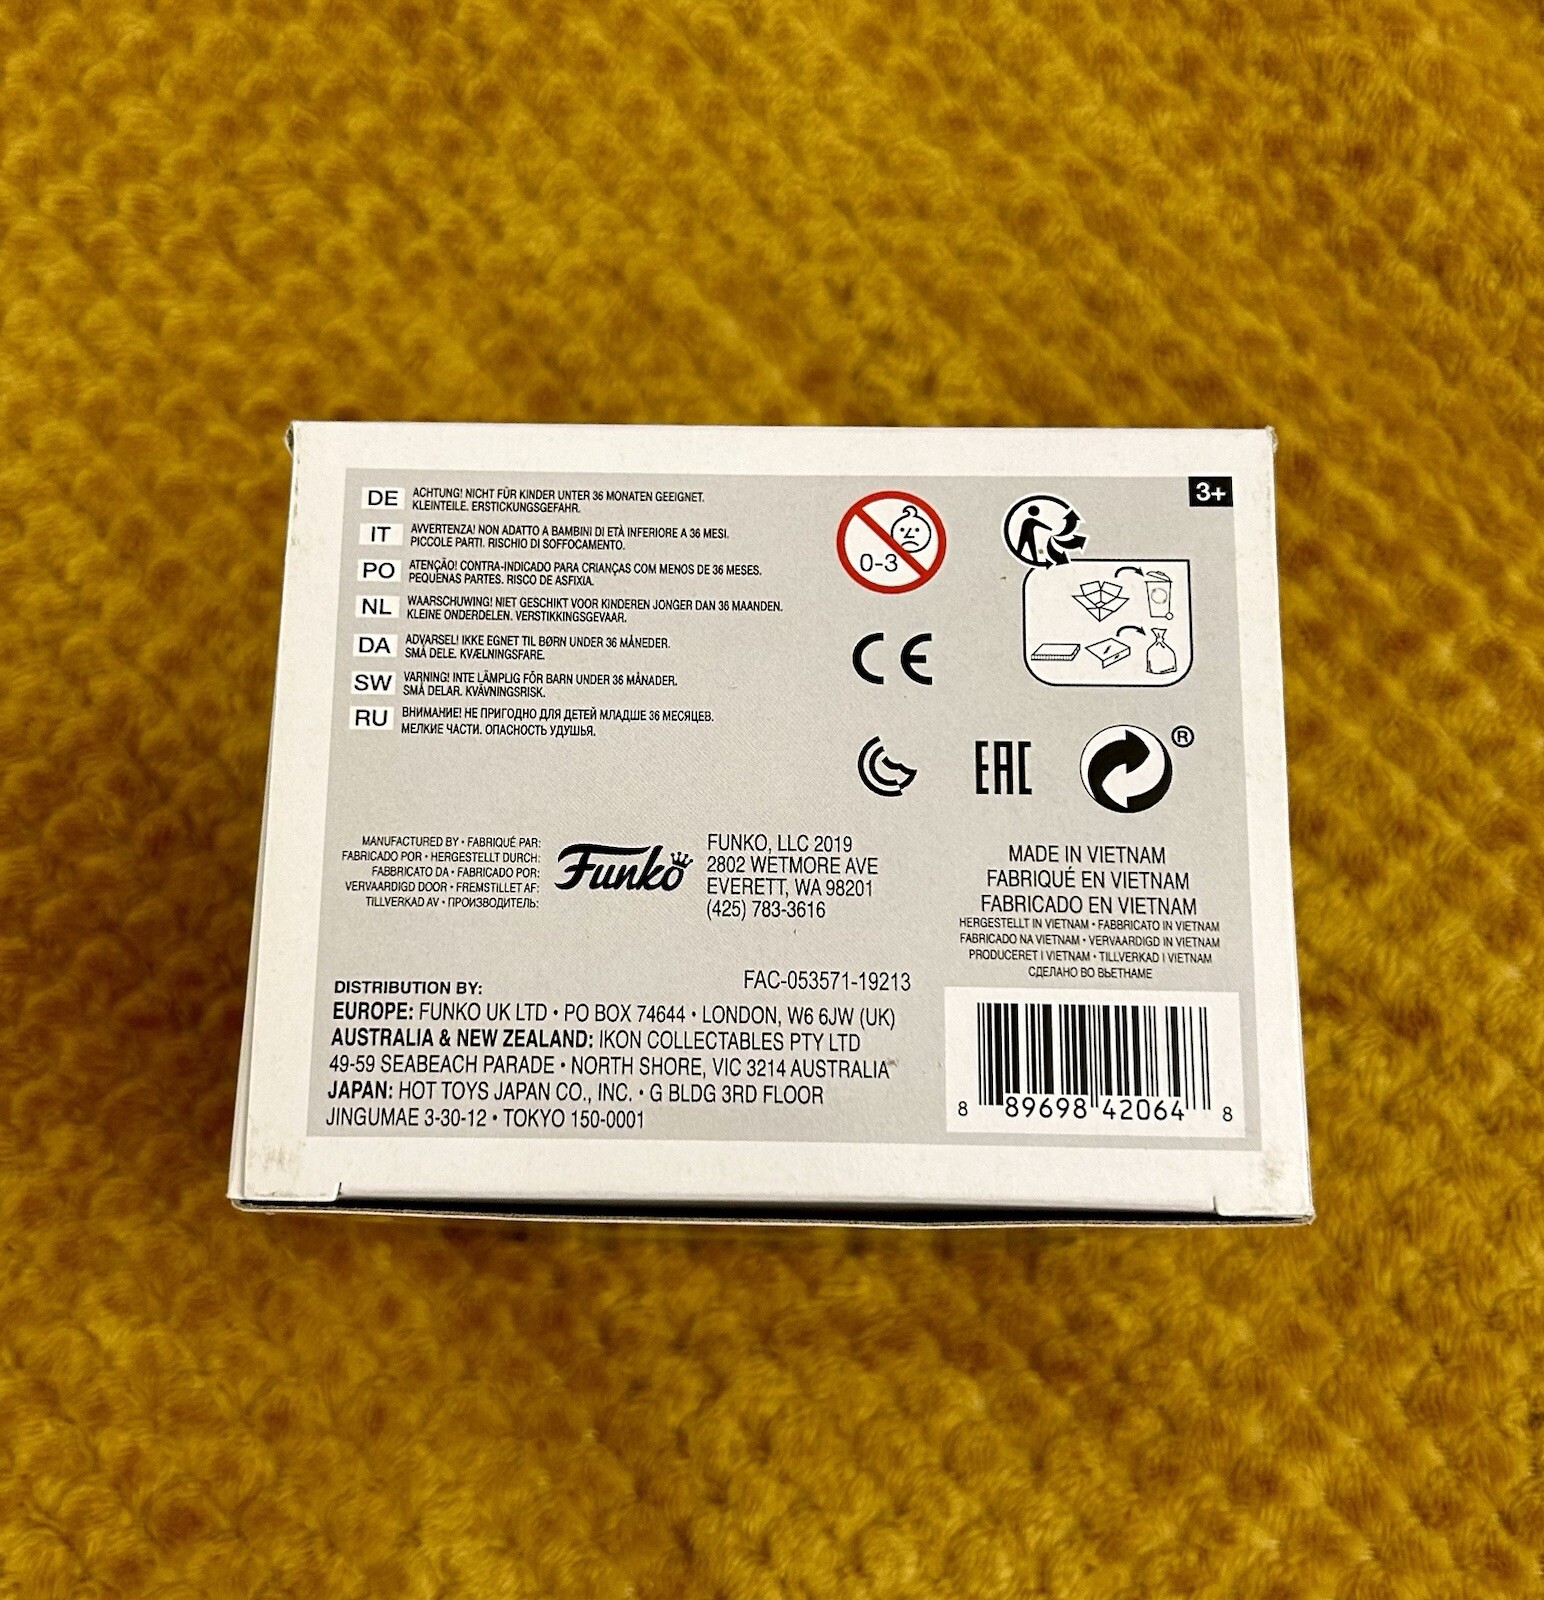 3+
DE ACHTUNG! NICHT FÜR KINDER UNTER 36 MONATEN GEEIGNET.
KLEINTEILE. ERSTICKUNGSGEFAHR.
IT AVVERTENZA! NON ADATTO A BAMBINI DI ETÀ INFERIORE A 36 MESI.
PICCOLE PARTI. RISCHIO DI SOFFOCAMENTO.
PO ATENÇÃO! CONTRA-INDICADO PARA CRIANÇAS COM MENOS DE 36 MESES.
PEQUENAS PARTES. RISCO DE ASFIXIA.
NL WAARSCHUWING! NIET GESCHIKT VOOR KINDEREN JONGER DAN 36 MAANDEN.
KLEINE ONDERDELEN. VERSTIKKINGSGEVAAR.
DA ADVARSEL! IKKE EGNET TIL BØRN UNDER 36 MÅNEDER.
SMÅ DELE. KVÆLNINGSFARE.
SW VARNING! INTE LÄMPLIG FÖR BARN UNDER 36 MÅNADER.
SMÅ DELAR. KVÄVNINGSRISK.
RU ВНИМАНИЕ! НЕ ПРИГОДНО ДЛЯ ДЕТЕЙ МЛАДШЕ 36 МЕСЯЦЕВ.
МЕЛКИЕ ЧАСТИ. ОПАСНОСТЬ УДУШЬЯ.
0-3
CE
EAC
®
MANUFACTURED BY • FABRIQUÉ PAR:
FABRICADO POR • HERGESTELLT DURCH:
FABBRICATO DA • FABRICADO POR:
VERVAARDIGD DOOR • FREMSTILLET AF:
TILLVERKAD AV • ПРОИЗВОДИТЕЛЬ:
Funko
FUNKO, LLC 2019
2802 WETMORE AVE
EVERETT, WA 98201
(425) 783-3616
MADE IN VIETNAM
FABRIQUÉ EN VIETNAM
FABRICADO EN VIETNAM
HERGESTELLT IN VIETNAM • FABBRICATO IN VIETNAM
FABRICADO NA VIETNAM • VERVAARDIGD IN VIETNAM
PRODUCERET I VIETNAM • TILLVERKAD I VIETNAM
СДЕЛАНО ВО ВЬЕТНАМЕ
FAC-053571-19213
DISTRIBUTION BY:
EUROPE: FUNKO UK LTD • PO BOX 74644 • LONDON, W6 6JW (UK)
AUSTRALIA & NEW ZEALAND: IKON COLLECTABLES PTY LTD
49-59 SEABEACH PARADE • NORTH SHORE, VIC 3214 AUSTRALIA
JAPAN: HOT TOYS JAPAN CO., INC. • G BLDG 3RD FLOOR
JINGUMAE 3-30-12 • TOKYO 150-0001
8 89698 42064 8